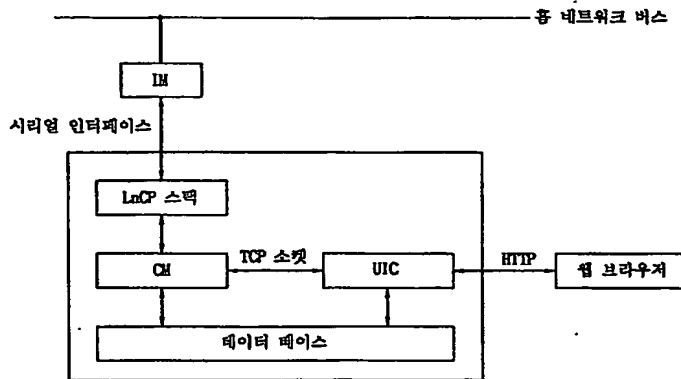 홈 네트워크 버스
IM
시리얼 인터페이스
LnCP 스택
CM
TCP 소켓
UIC
HTTP
웹 브라우저
데이터 베이스